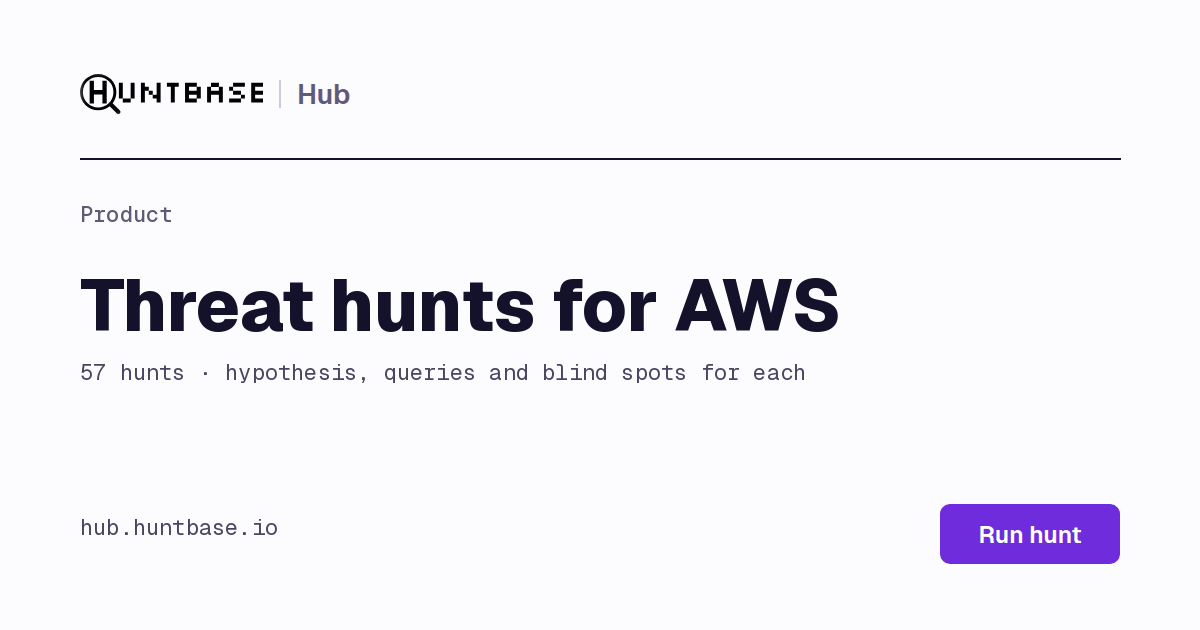 HUNTBASE | Hub
Product
Threat hunts for AWS
57 hunts · hypothesis, queries and blind spots for each
hub.huntbase.io
Run hunt